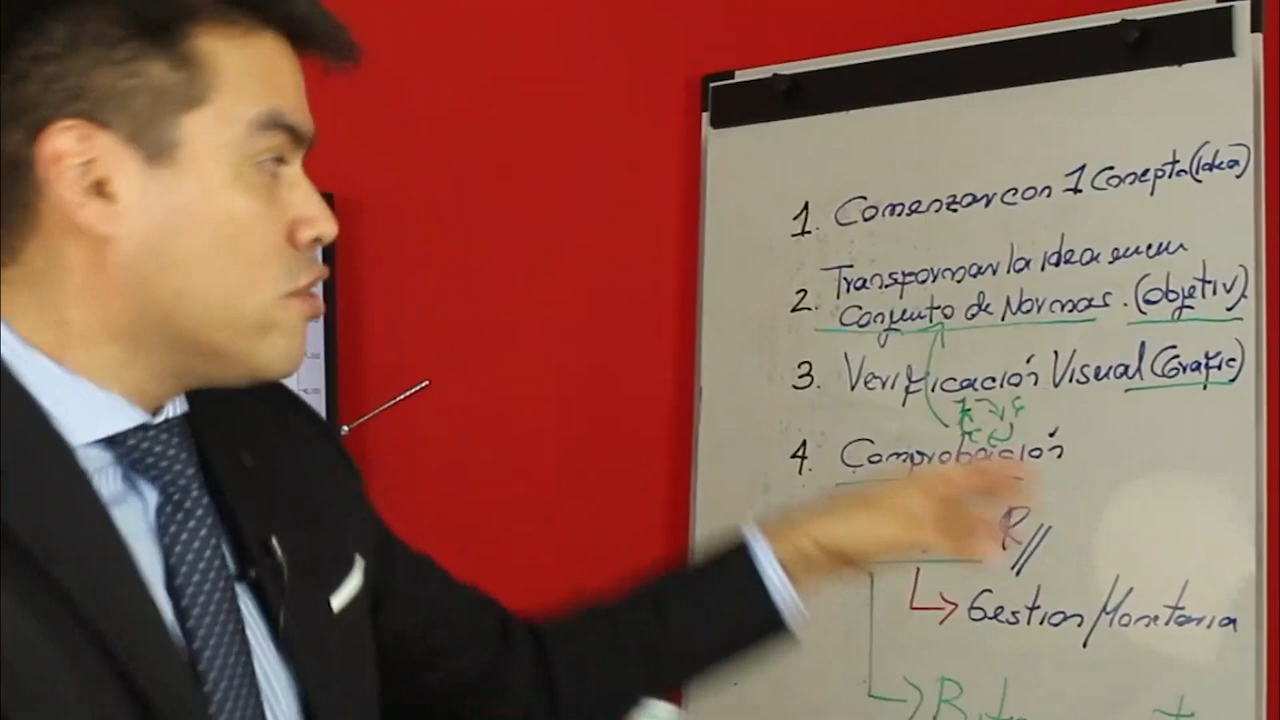 1. Comenzar con 1 Concepto (Idea)
Transformar la idea en un
2. Conjunto de Normas. (Objetiv).
3. Verificación Visual (Grafic)
4. Comprobación
R//
Gestion Monetaria